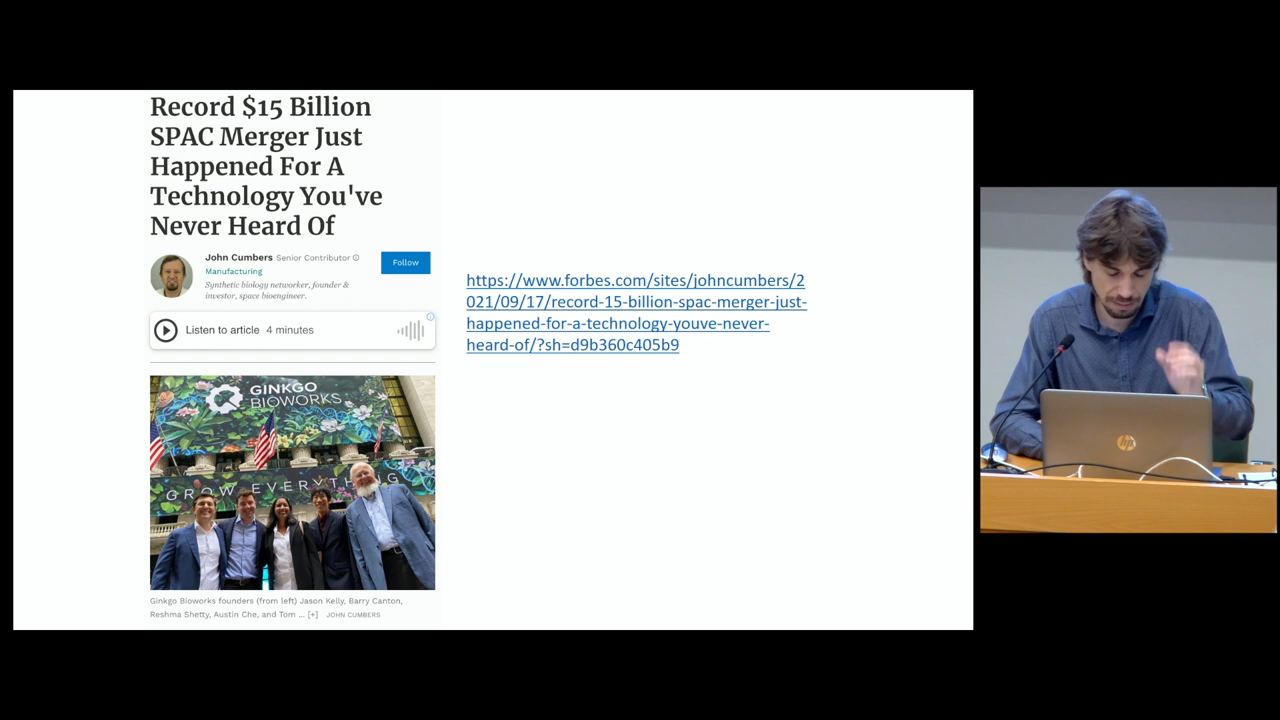 Record $15 Billion
SPAC Merger Just
Happened For A
Technology You've
Never Heard Of
John Cumbers Senior Contributor
Manufacturing
Synthetic biology networker, founder &
investor, space bioengineer.
Follow
Listen to article 4 minutes
GINKGO
BIOWORKS
GROW EVERYTHING
Ginkgo Bioworks founders (from left) Jason Kelly, Barry Canton,
Reshma Shetty, Austin Che, and Tom ... [+] JOHN CUMBERS
https://www.forbes.com/sites/johncumbers/2
021/09/17/record-15-billion-spac-merger-just-
happened-for-a-technology-youve-never-
heard-of/?sh=d9b360c405b9
hp